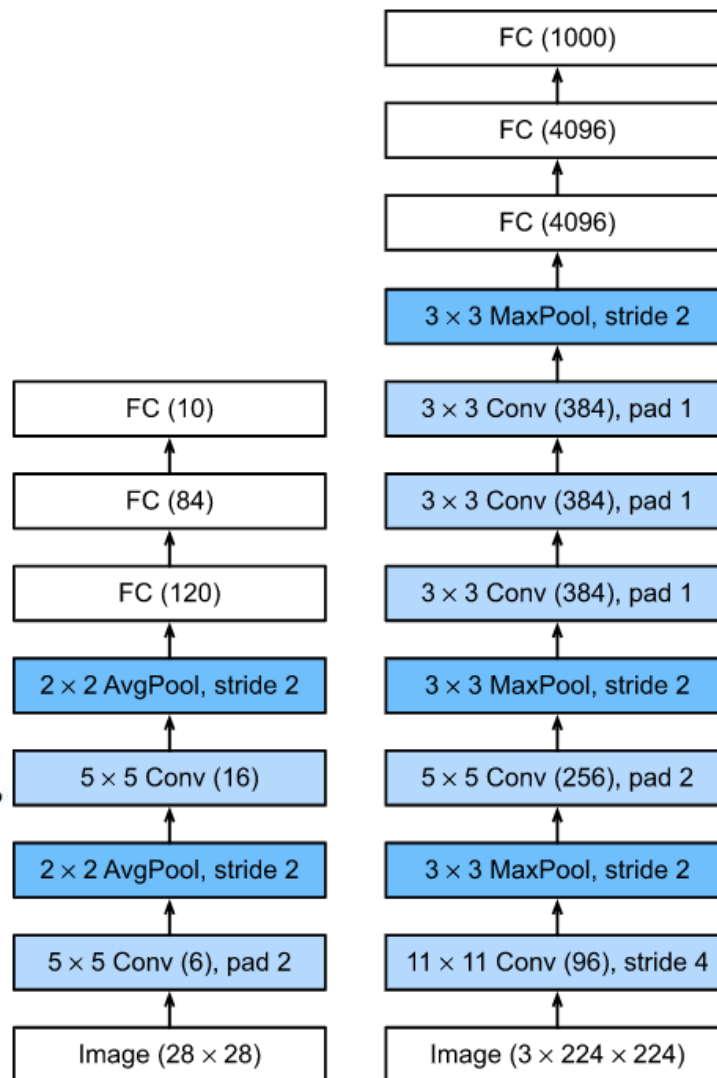 FC (10)
FC (84)
FC (120)
2 × 2 AvgPool, stride 2
5 × 5 Conv (16)
2 × 2 AvgPool, stride 2
5 × 5 Conv (6), pad 2
Image (28 × 28)
FC (1000)
FC (4096)
FC (4096)
3 × 3 MaxPool, stride 2
3 × 3 Conv (384), pad 1
3 × 3 Conv (384), pad 1
3 × 3 Conv (384), pad 1
3 × 3 MaxPool, stride 2
5 × 5 Conv (256), pad 2
3 × 3 MaxPool, stride 2
11 × 11 Conv (96), stride 4
Image (3 × 224 × 224)